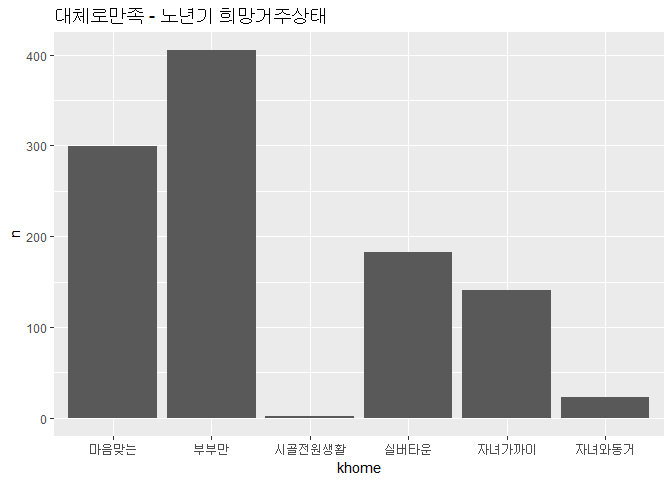 대체로만족 - 노년기 희망거주상태
400
300
200
100
0
n
마음맞는 부부만 시골전원생활 실버타운 자녀가까이 자녀와동거
khome